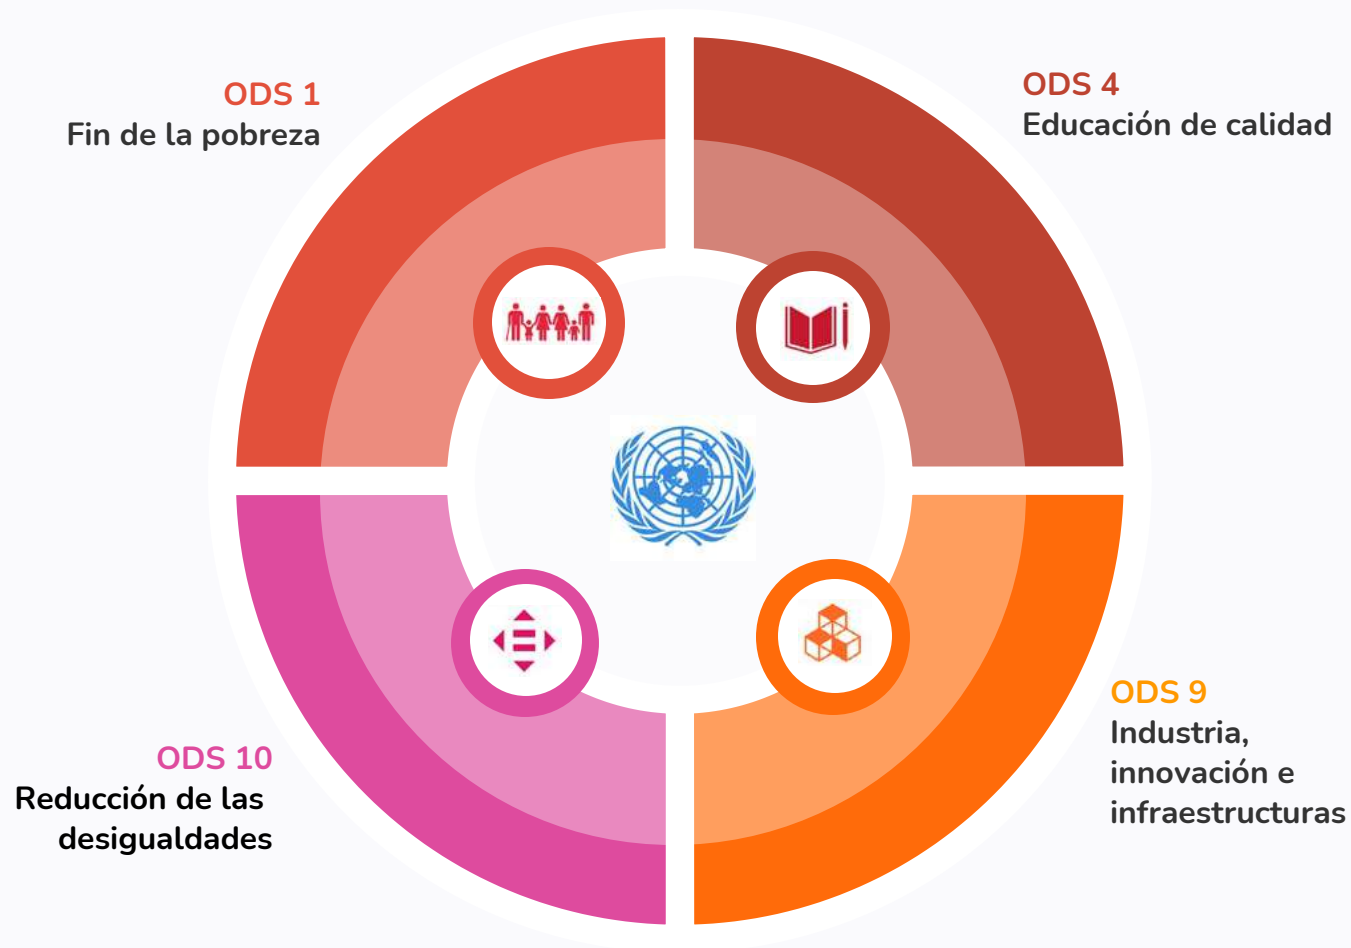 ODS 1
Fin de la pobreza
ODS 4
Educación de calidad
ODS 10
Reducción de las
desigualdades
ODS 9
Industria,
innovación e
infraestructuras